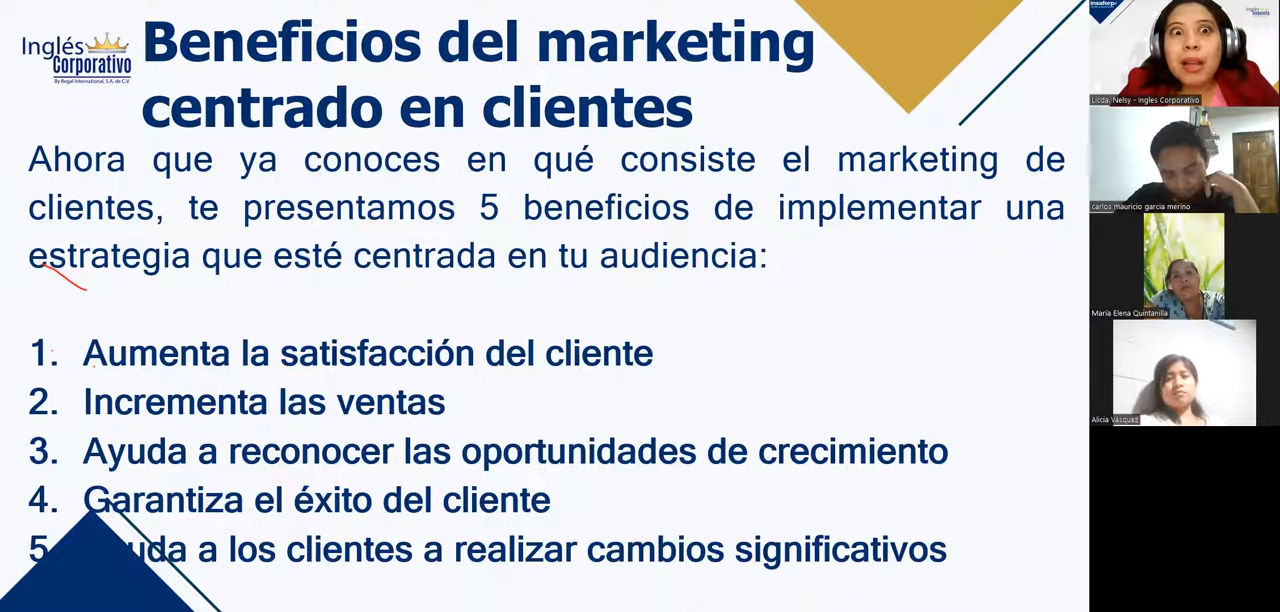 Inglés
Corporativo
By Regal International, S.A. de C.V.
Beneficios del marketing
centrado en clientes
Ahora que ya conoces en qué consiste el marketing de
clientes, te presentamos 5 beneficios de implementar una
estrategia que esté centrada en tu audiencia:
1. Aumenta la satisfacción del cliente
2. Incrementa las ventas
3. Ayuda a reconocer las oportunidades de crecimiento
4. Garantiza el éxito del cliente
5 uda a los clientes a realizar cambios significativos
Insaforp
Inglés
Corporativo
Licda. Nelsy - Ingles Corporativo
carlos mauricio garcia merino
María Elena Quintanilla
Alicia Vásquez